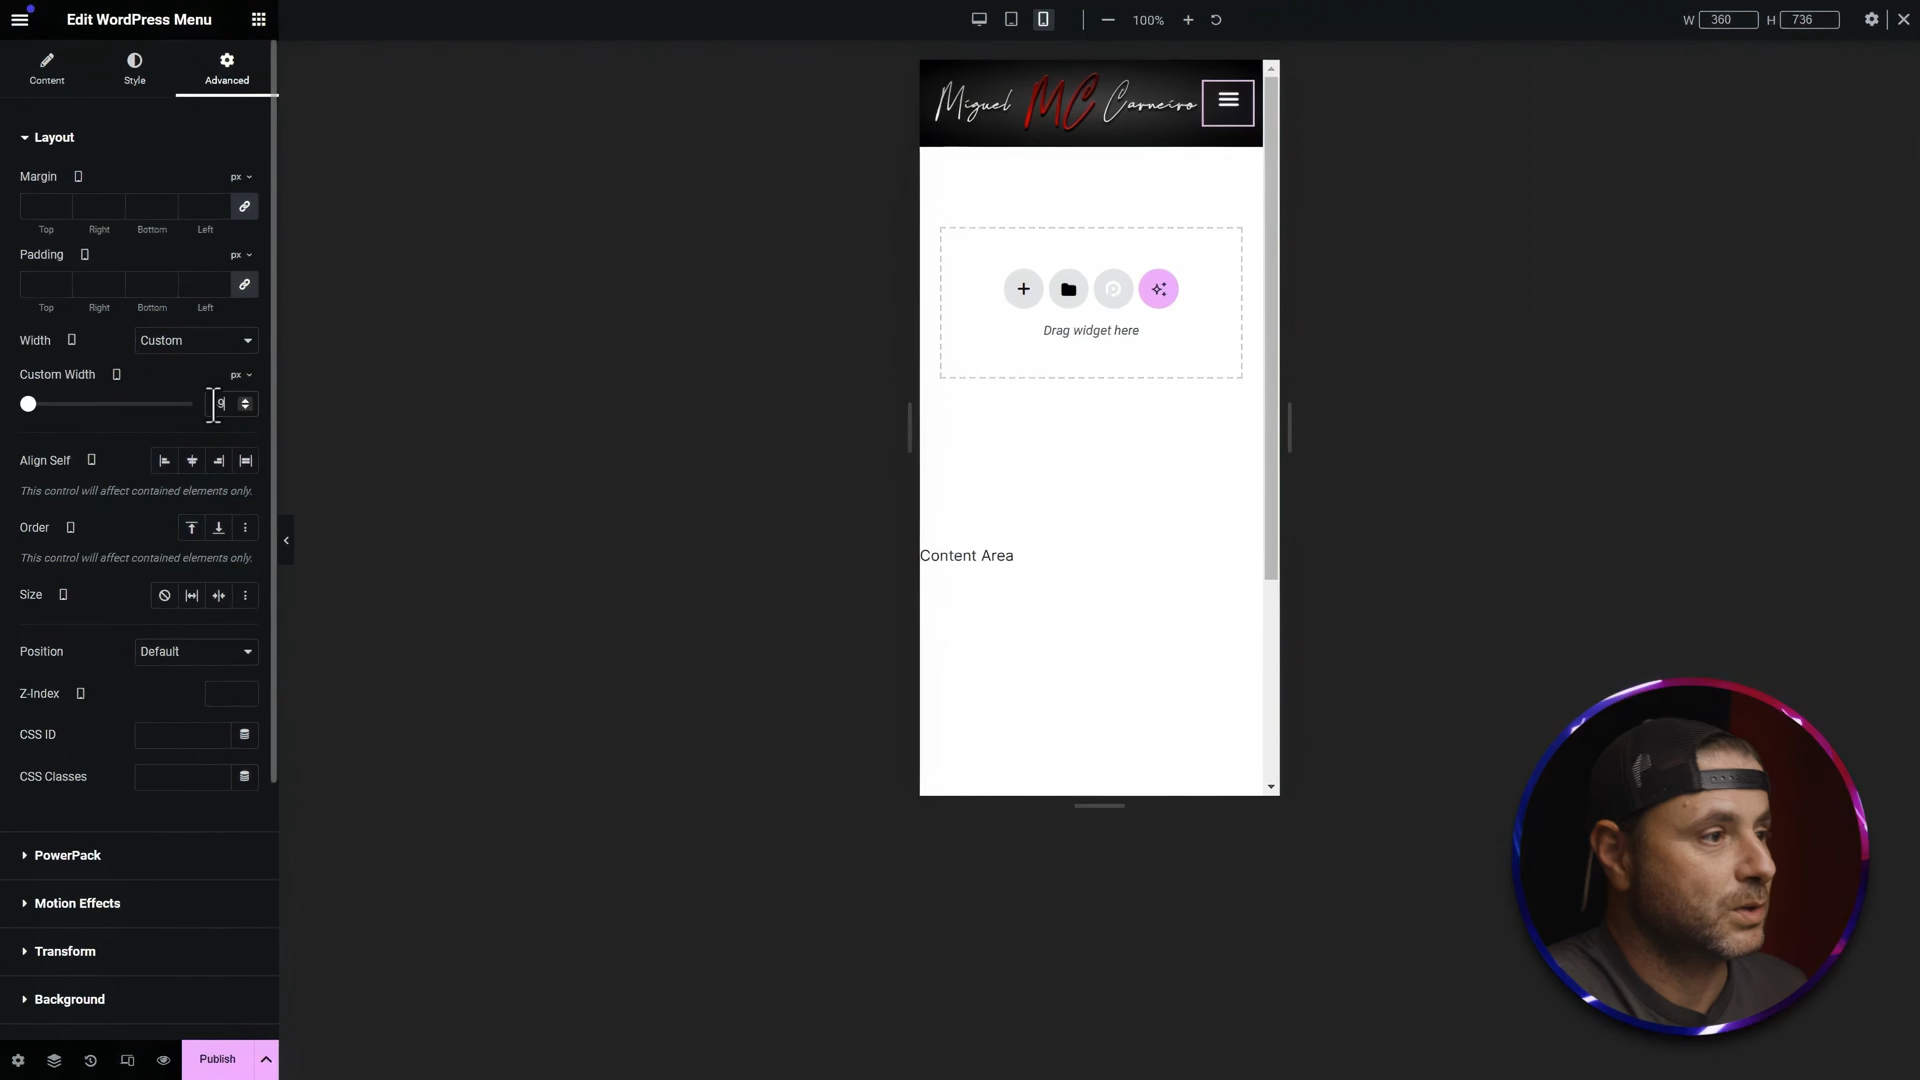 Edit WordPress Menu
100%
W 360 H 736
Content Style Advanced
Layout
Margin px
Top Right Bottom Left
Padding px
Top Right Bottom Left
Width Custom
Custom Width px
9
Align Self
This control will affect contained elements only.
Order
This control will affect contained elements only.
Size
Position Default
Z-Index
CSS ID
CSS Classes
PowerPack
Motion Effects
Transform
Background
Publish
Miguel MC Carneiro
Drag widget here
Content Area